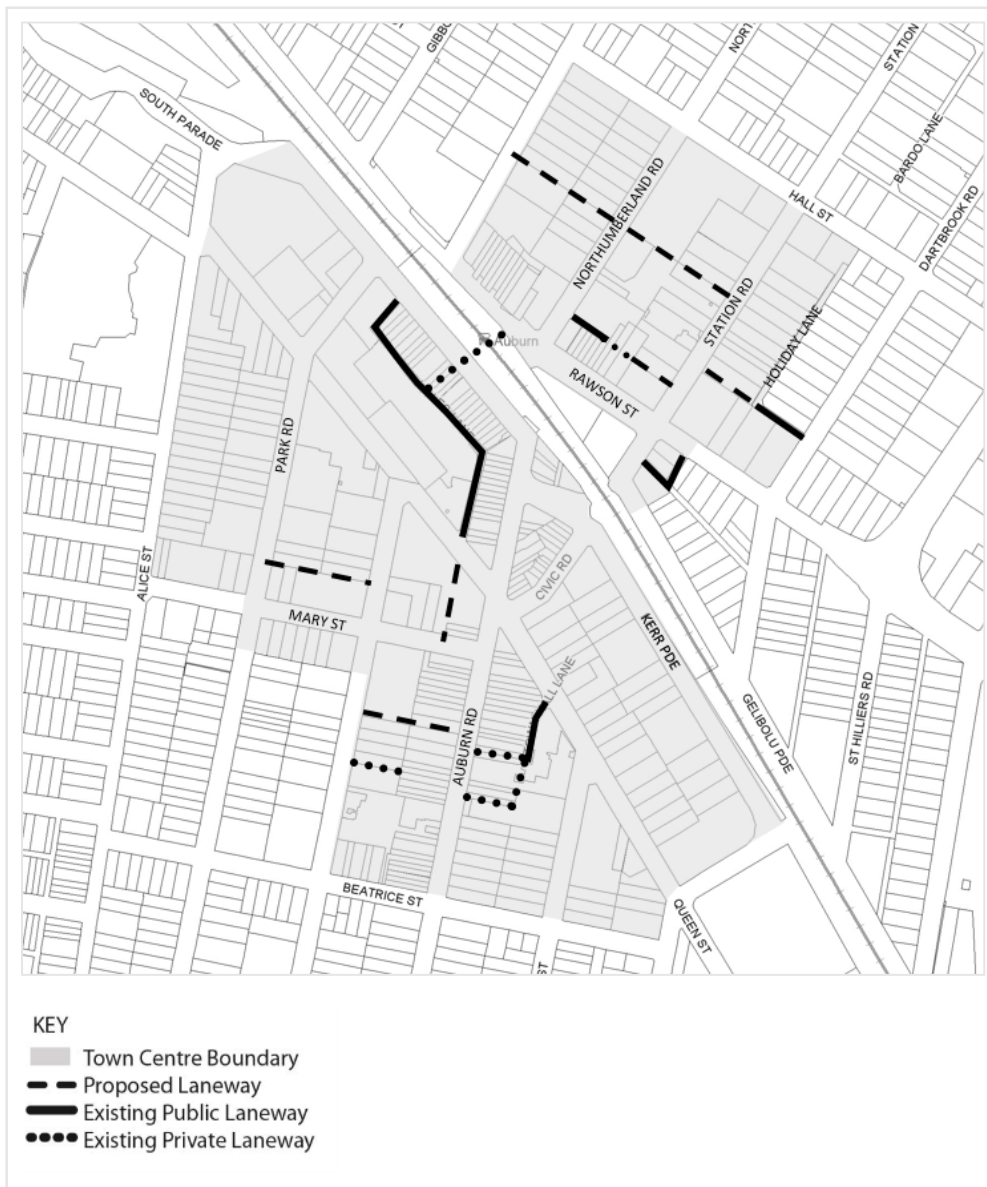 SOUTH PARADE
STATION
BARDO LANE
HALL ST
DARTBROOK RD
NORTHUMBERLAND RD
STATION RD
HOLIDAY LANE
Auburn
RAWSON ST
PARK RD
ALICE ST
CIVIC RD
MARY ST
KERR PDE
LL LANE
AUBURN RD
GELIBOLU PDE
ST HILLIERS RD
BEATRICE ST
QUEEN ST
ST
KEY
Town Centre Boundary
Proposed Laneway
Existing Public Laneway
Existing Private Laneway